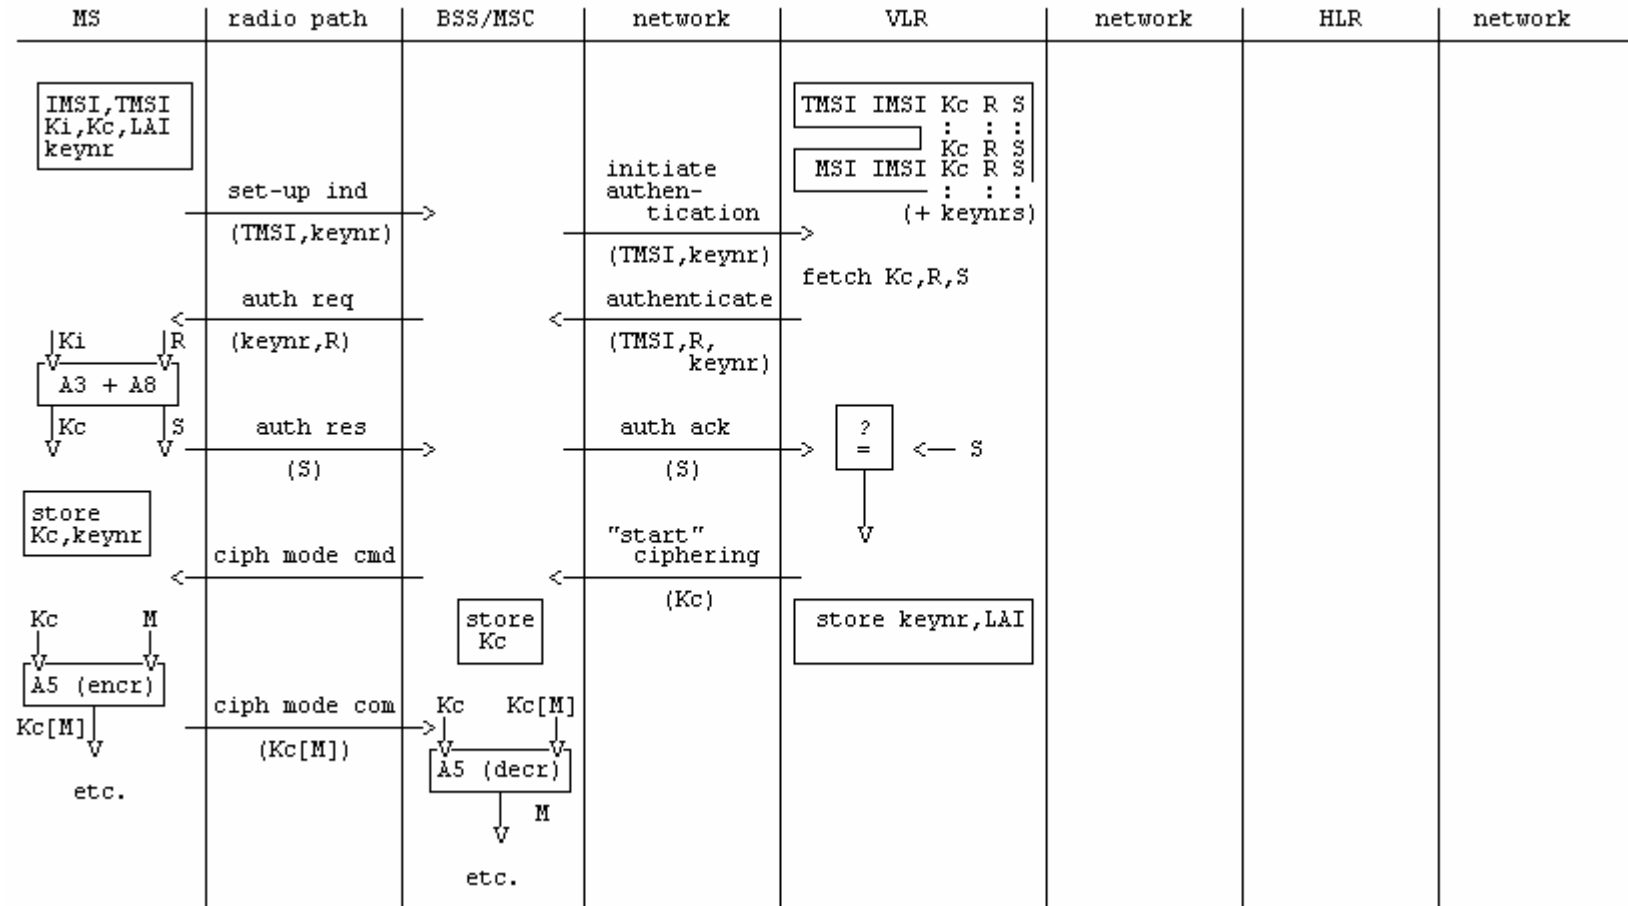 MS radio path BSS/MSC network VLR network HLR network
IMSI,TMSI
Ki,Kc,LAI
keynr
TMSI IMSI Kc R S
: : :
Kc R S
MSI IMSI Kc R S
: : :
(+ keynrs)
set-up ind
(TMSI,keynr)
initiate
authen-
tication
(TMSI,keynr)
fetch Kc,R,S
auth req
(keynr,R)
authenticate
(TMSI,R,
keynr)
Ki R
A3 + A8
Kc S
auth res
(S)
auth ack
(S)
?
=
S
store
Kc,keynr
ciph mode cmd
"start"
ciphering
(Kc)
store
Kc
store keynr,LAI
Kc M
A5 (encr)
Kc[M]
etc.
ciph mode com
(Kc[M])
Kc Kc[M]
A5 (decr)
M
etc.